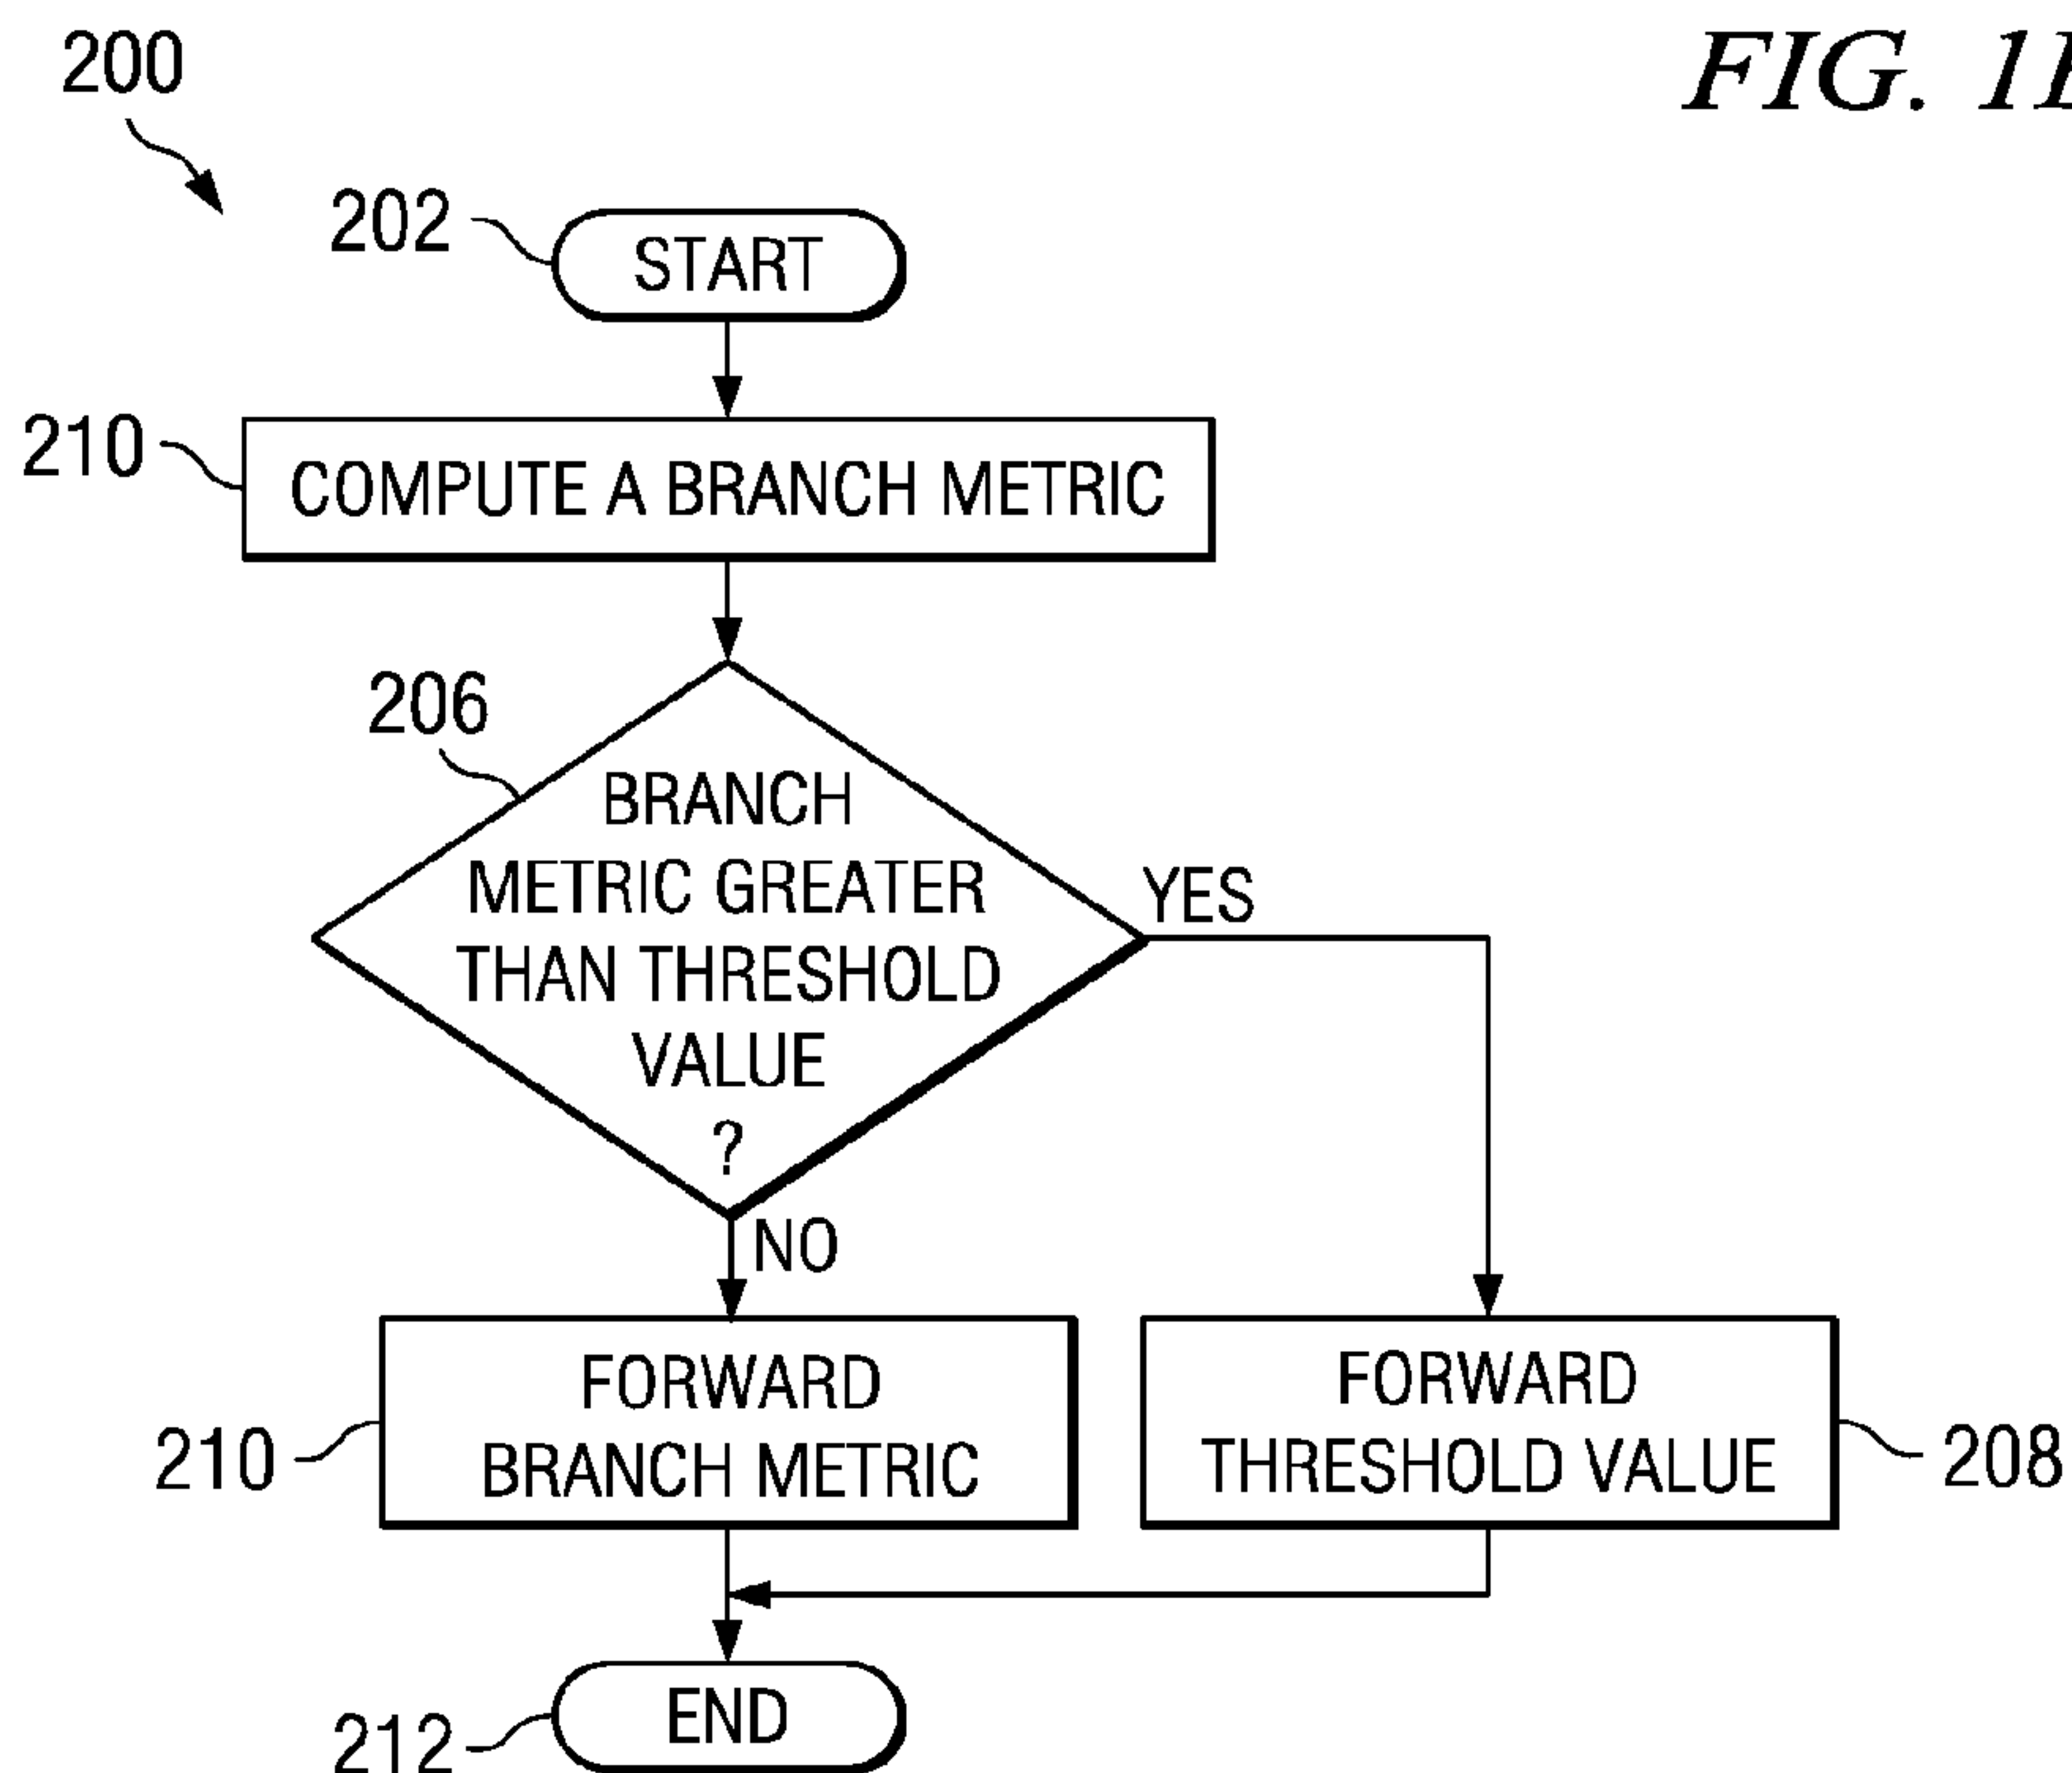 200
FIG. 1
202
START
210
COMPUTE A BRANCH METRIC
206
BRANCH
METRIC GREATER
THAN THRESHOLD
VALUE
?
YES
NO
210
FORWARD
BRANCH METRIC
FORWARD
THRESHOLD VALUE
208
212
END